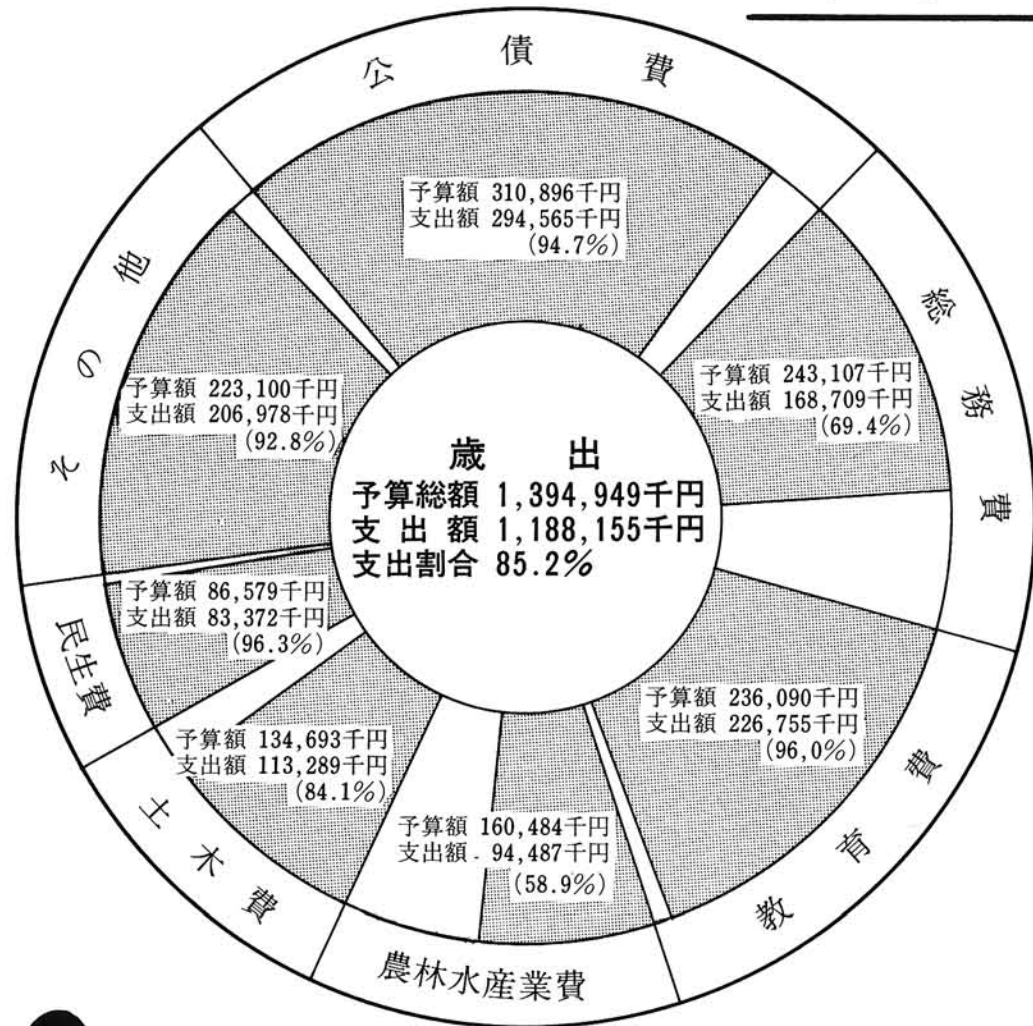 公債費
予算額 310,896千円
支出額 294,565千円
(94.7%)
総務費
予算額 243,107千円
支出額 168,709千円
(69.4%)
教育費
予算額 236,090千円
支出額 226,755千円
(96,0%)
農林水産業費
予算額 160,484千円
支出額 94,487千円
(58.9%)
土木費
予算額 134,693千円
支出額 113,289千円
(84.1%)
民生費
予算額 86,579千円
支出額 83,372千円
(96.3%)
その他
予算額 223,100千円
支出額 206,978千円
(92.8%)
歳出
予算総額 1,394,949千円
支出額 1,188,155千円
支出割合 85.2%